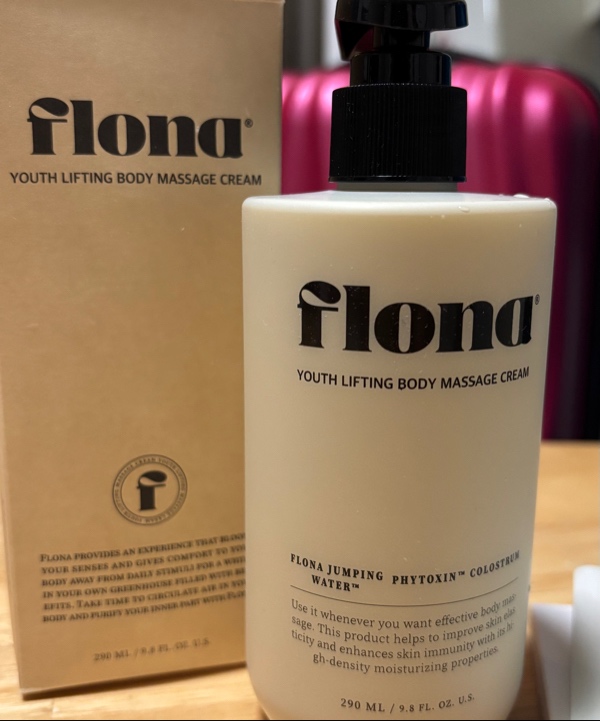 flona®
YOUTH LIFTING BODY MASSAGE CREAM
FLONA PROVIDES AN EXPERIENCE THAT
YOUR SENSES AND GIVES COMFORT TO
BODY AWAY FROM DAILY STIMULI FOR A
IN YOUR OWN GREENHOUSE FILLED WITH
EFITE. TAKE TIME TO CIRCULATE AIR IN
BODY AND PURIFY YOUR INNER PART WITH
290 ML / 9.8 FL. OZ. U.S.
flona®
YOUTH LIFTING BODY MASSAGE CREAM
FLONA JUMPING PHYTOXIN™ COLOSTRUM
WATER™
Use it whenever you want effective body mas-
sage. This product helps to improve skin elas
ticity and enhances skin immunity with its hi
gh-density moisturizing properties.
290 ML / 9.8 FL. OZ. U.S.